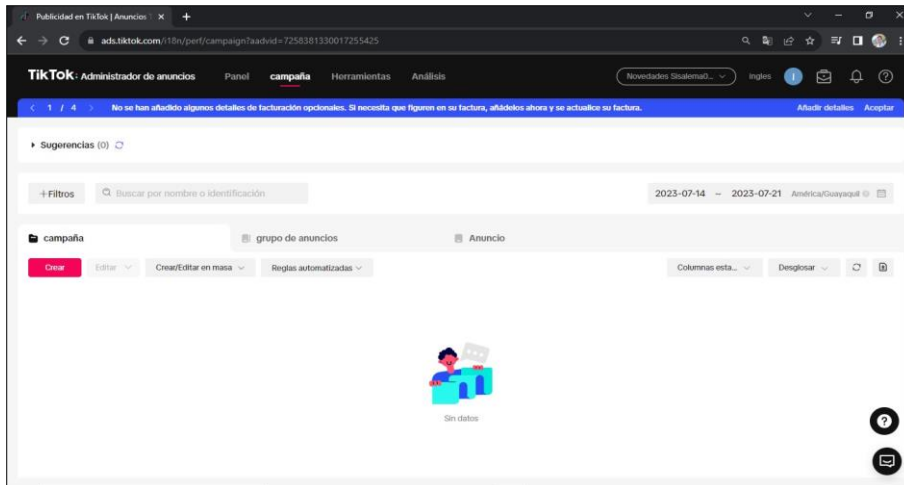 Publicidad en TikTok | Anuncios
ads.tiktok.com/i18n/perf/campaign?aadvid=7258381330017255425
TikTok: Administrador de anuncios Panel campaña Herramientas Análisis Novedades Ingles
1 / 4 No se han añadido algunos detalles de facturación opcionales. Si necesita que figuren en su factura, añádelos ahora y se actualice su factura. Añadir detalles Aceptar
Sugerencias (0)
+Filtros Buscar por nombre o identificación 2023-07-14 ~ 2023-07-21 América/Guayaquil
campaña grupo de anuncios Anuncio
Crear Editar Crear/Editar en masa Reglas automatizadas Columnas esta... Desglosar
Sin datos